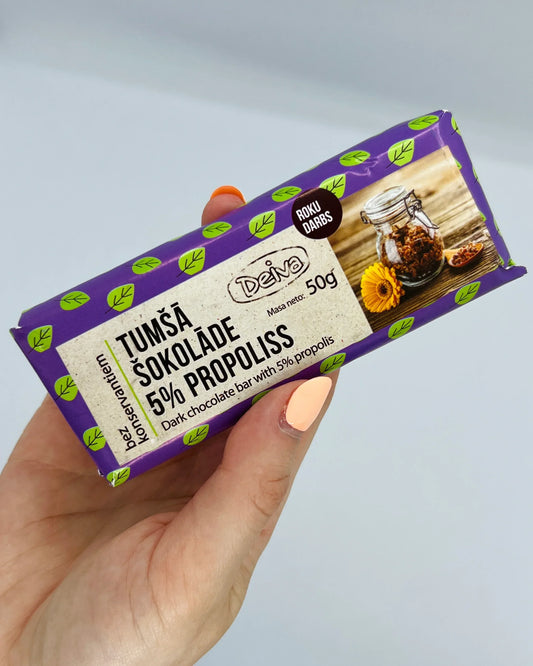 ROKU
DARBS
Deiva
Masa neto: 50g
bez
konservantiem
TUMŠĀ
ŠOKOLĀDE
5% PROPOLISS
Dark chocolate bar with 5% propolis